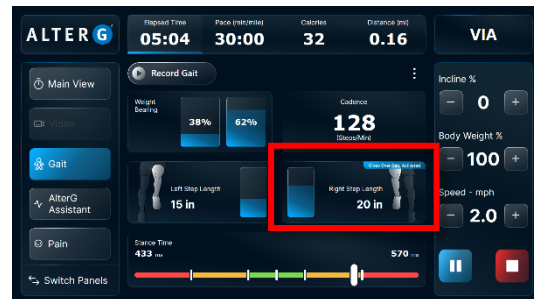 ALTERG
Elapsed Time
05:04
Pace (min/mile)
30:00
Calories
32
Distance (mi)
0.16
VIA
Main View
Video
Gait
AlterG
Assistant
Pain
Switch Panels
Record Gait
Weight
Bearing
38%
62%
Cadence
128
(Steps/Min)
Left Step Length
15 in
Right Step Length
20 in
Stance Time
433 ms
570 ms
Incline %
- 0 +
Body Weight %
- 100 +
Speed - mph
- 2.0 +